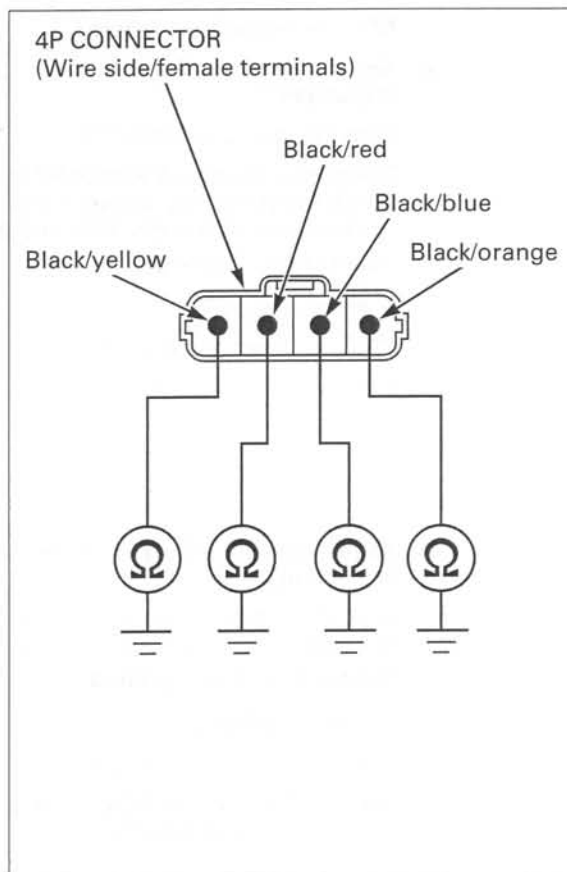 4P CONNECTOR
(Wire side/female terminals)
Black/red
Black/blue
Black/yellow
Black/orange
Ω
Ω
Ω
Ω